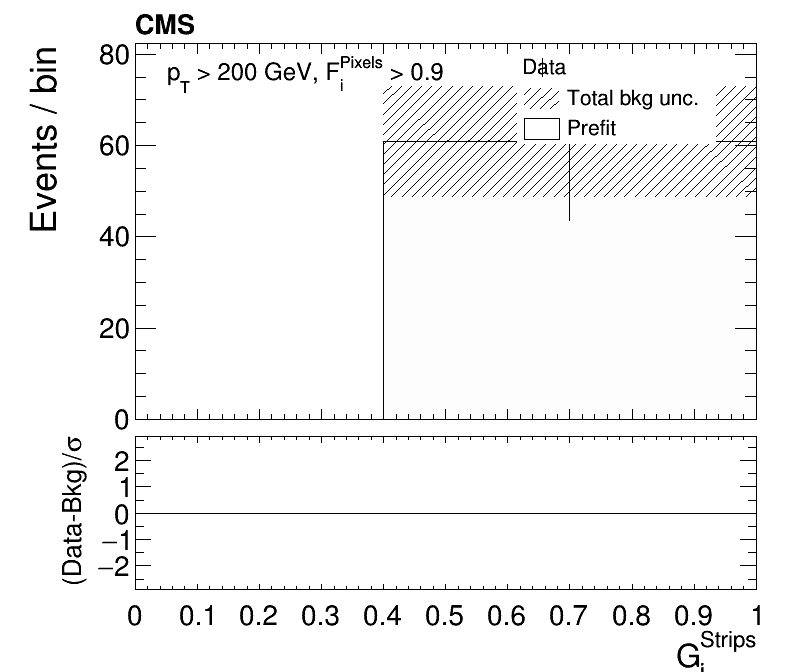 CMS
Events / bin
80
60
40
20
0
p_T > 200 GeV, F_i^Pixels > 0.9
Data
Total bkg unc.
Prefit
(Data-Bkg)/σ
2
1
0
−1
−2
0 0.1 0.2 0.3 0.4 0.5 0.6 0.7 0.8 0.9 1
G_i^Strips